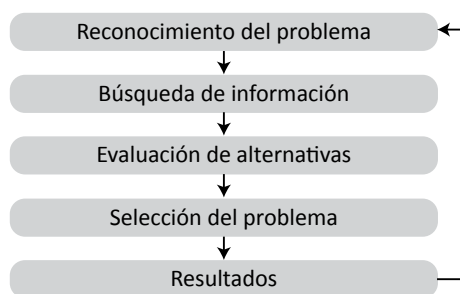 Reconocimiento del problema
Búsqueda de información
Evaluación de alternativas
Selección del problema
Resultados